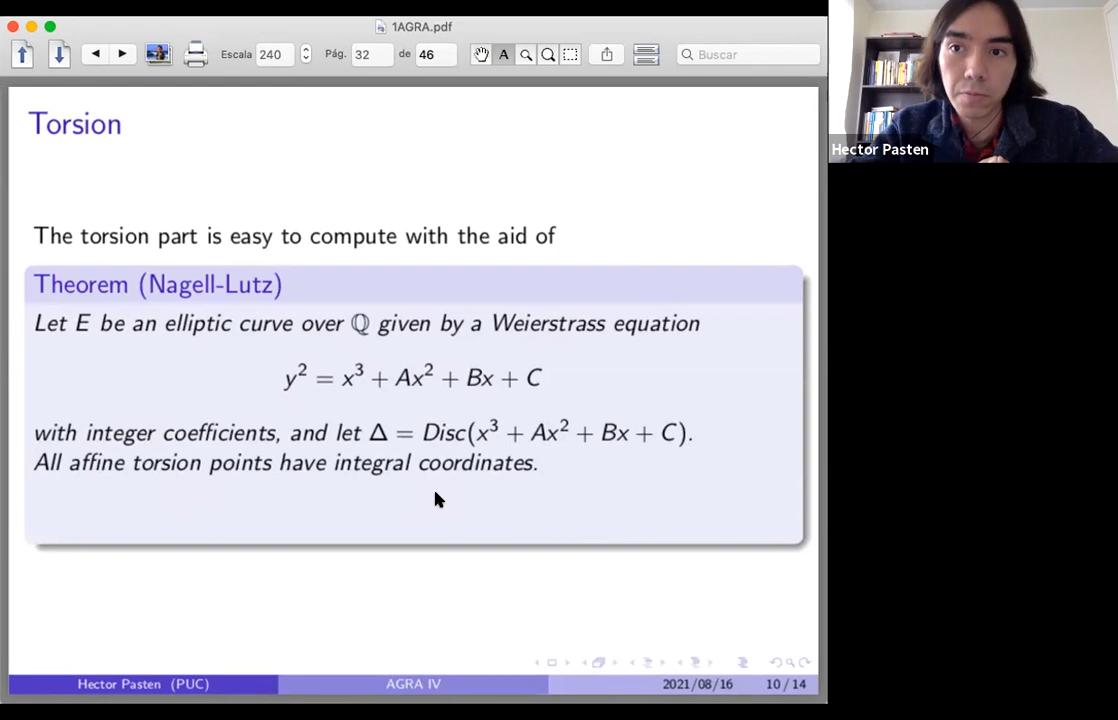 1AGRA.pdf
Escala 240 Pág. 32 de 46 A Buscar
Hector Pasten
Torsion
The torsion part is easy to compute with the aid of
Theorem (Nagell-Lutz)
Let E be an elliptic curve over ℚ given by a Weierstrass equation
y² = x³ + Ax² + Bx + C
with integer coefficients, and let Δ = Disc(x³ + Ax² + Bx + C).
All affine torsion points have integral coordinates.
Hector Pasten (PUC) AGRA IV 2021/08/16 10 / 14